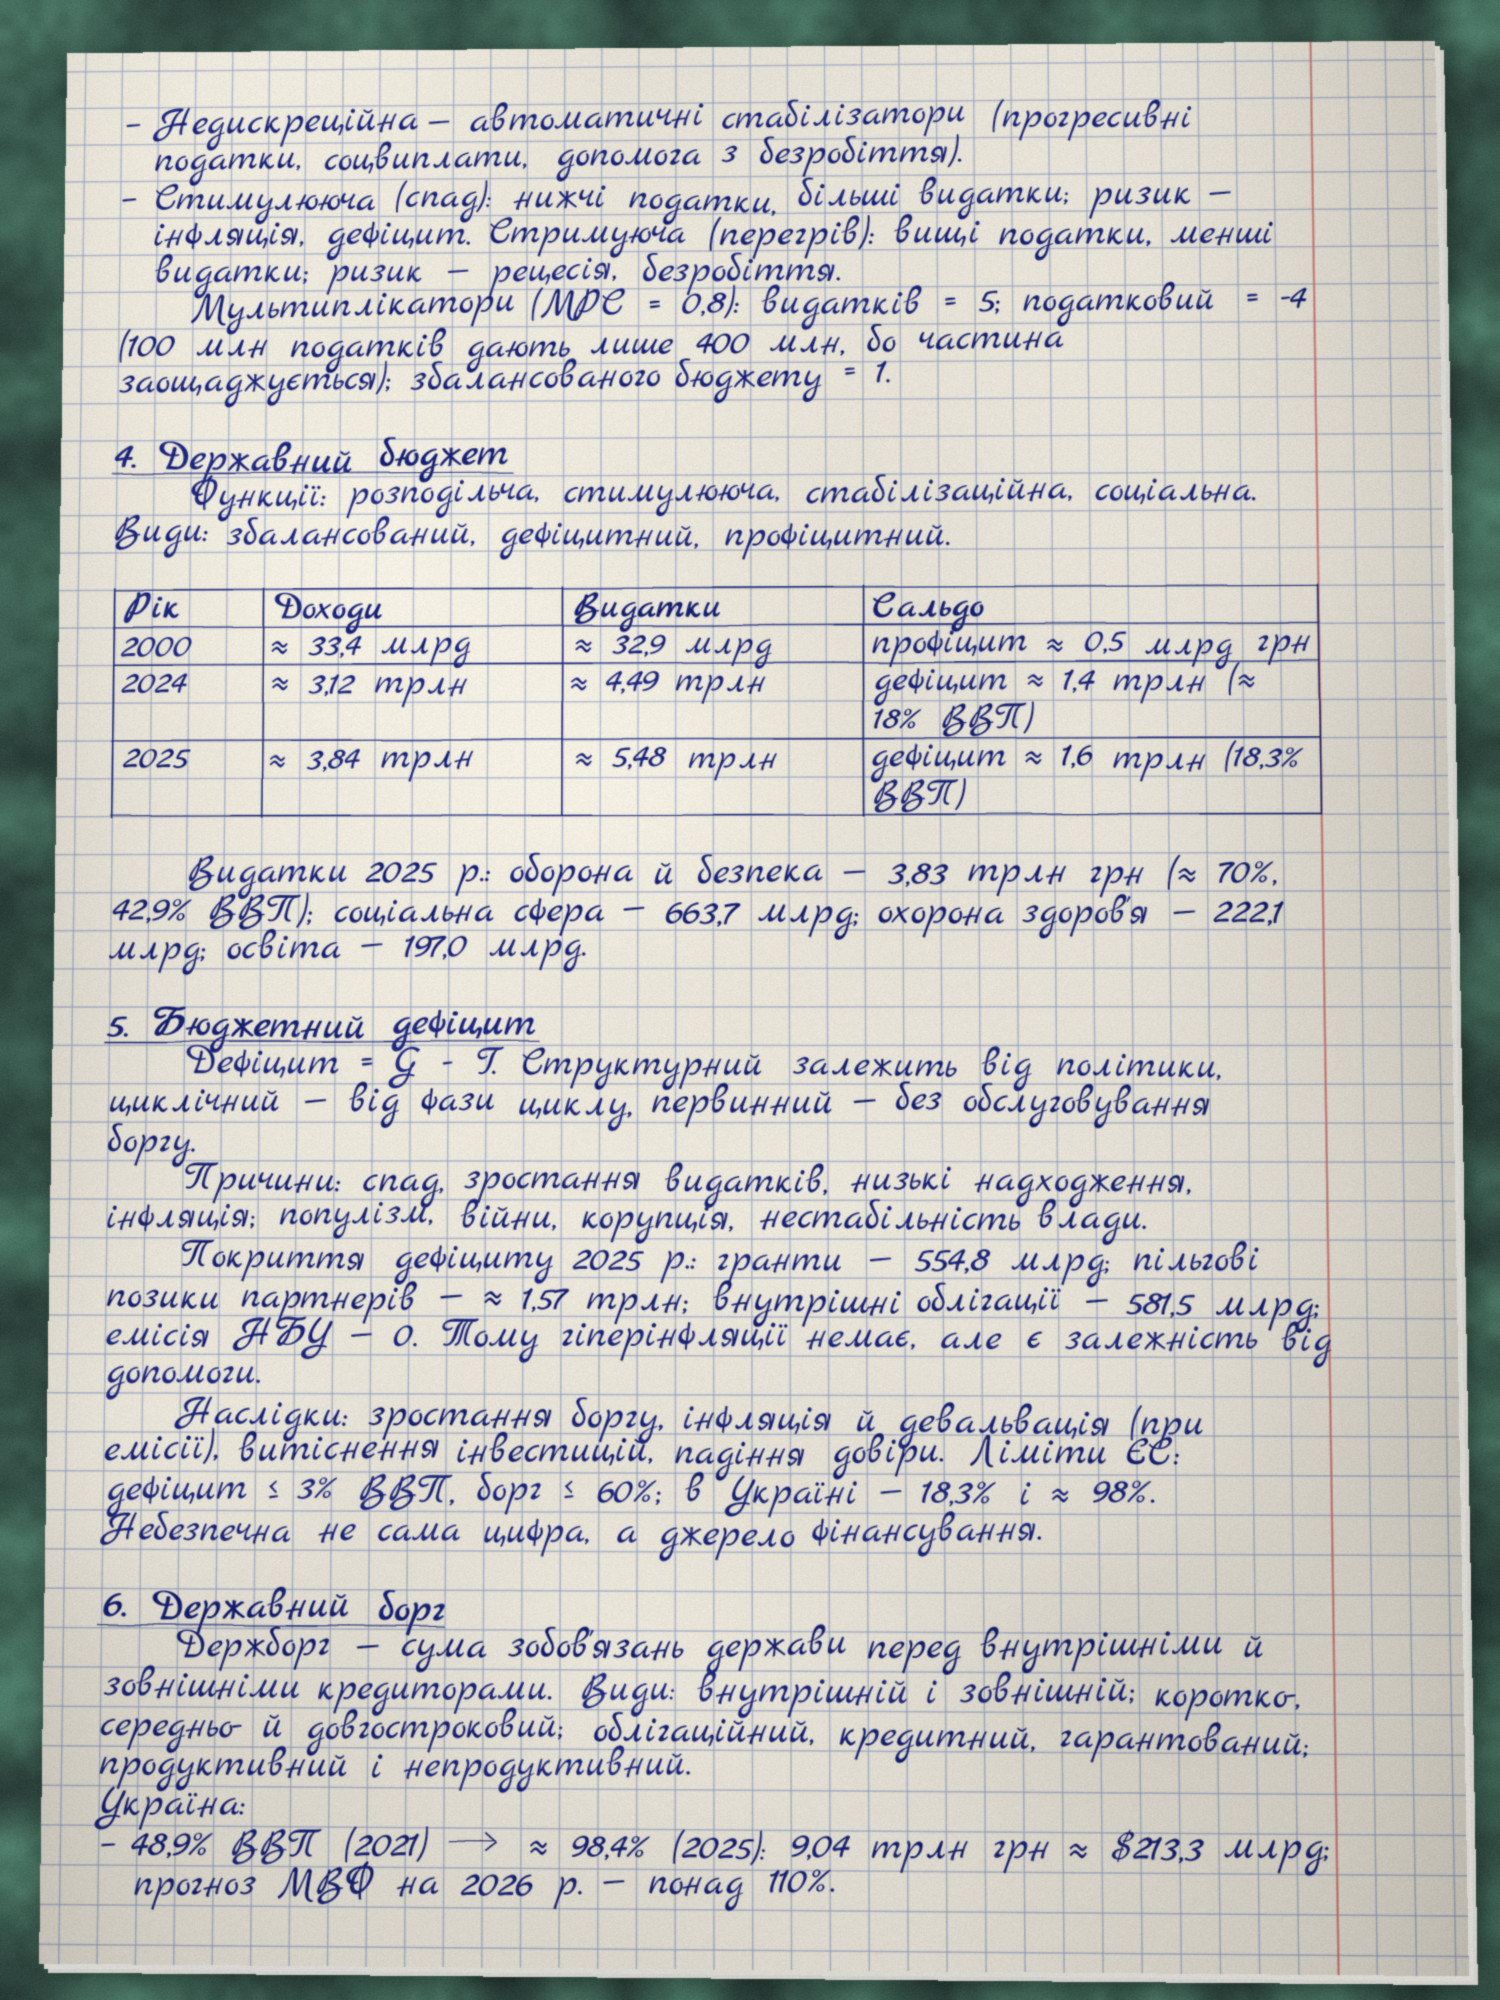 - Недискреційна — автоматичні стабілізатори (прогресивні
податки, соцвиплати, допомога з безробіття).
- Стимулююча (спад): нижчі податки, більші видатки; ризик —
інфляція, дефіцит. Стримуюча (перегрів): вищі податки, менші
видатки; ризик — рецесія, безробіття.
Мультиплікатори (MPC = 0,8): видатків = 5; податковий = -4
(100 млн податків дають лише 400 млн, бо частина
заощаджується); збалансованого бюджету = 1.
4. Державний бюджет
Функції: розподільча, стимулююча, стабілізаційна, соціальна.
Види: збалансований, дефіцитний, профіцитний.
Рік Доходи Видатки Сальдо
2000 ≈ 33,4 млрд ≈ 32,9 млрд профіцит ≈ 0,5 млрд грн
2024 ≈ 3,12 трлн ≈ 4,49 трлн дефіцит ≈ 1,4 трлн (≈
18% ВВП)
2025 ≈ 3,84 трлн ≈ 5,48 трлн дефіцит ≈ 1,6 трлн (18,3%
ВВП)
Видатки 2025 р.: оборона й безпека — 3,83 трлн грн (≈ 70%,
42,9% ВВП); соціальна сфера — 663,7 млрд; охорона здоров'я — 222,1
млрд; освіта — 197,0 млрд.
5. Бюджетний дефіцит
Дефіцит = G - T. Структурний залежить від політики,
циклічний — від фази циклу, первинний — без обслуговування
боргу.
Причини: спад, зростання видатків, низькі надходження,
інфляція; популізм, війни, корупція, нестабільність влади.
Покриття дефіциту 2025 р.: гранти — 554,8 млрд; пільгові
позики партнерів — ≈ 1,57 трлн; внутрішні облігації — 581,5 млрд;
емісія НБУ — 0. Тому гіперінфляції немає, але є залежність від
допомоги.
Наслідки: зростання боргу, інфляція й девальвація (при
емісії), витіснення інвестицій, падіння довіри. Ліміти ЄС:
дефіцит ≤ 3% ВВП, борг ≤ 60%; в Україні — 18,3% і ≈ 98%.
Небезпечна не сама цифра, а джерело фінансування.
6. Державний борг
Держборг — сума зобов'язань держави перед внутрішніми й
зовнішніми кредиторами. Види: внутрішній і зовнішній; коротко-,
середньо- й довгостроковий; облігаційний, кредитний, гарантований;
продуктивний і непродуктивний.
Україна:
- 48,9% ВВП (2021) → ≈ 98,4% (2025): 9,04 трлн грн ≈ $213,3 млрд;
прогноз МВФ на 2026 р. — понад 110%.